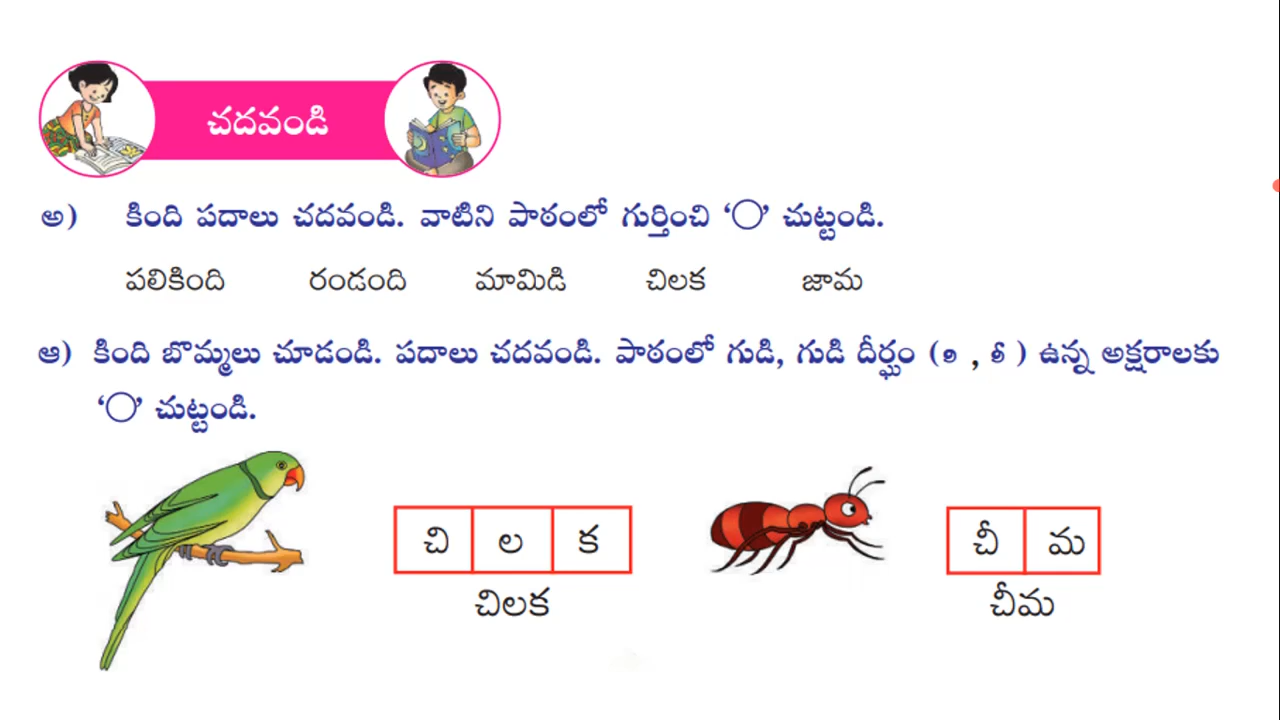 చదవండి
అ) కింది పదాలు చదవండి. వాటిని పాఠంలో గుర్తించి ‘◯’ చుట్టండి.
పలికింది రండంది మామిడి చిలక జామ
ఆ) కింది బొమ్మలు చూడండి. పదాలు చదవండి. పాఠంలో గుడి, గుడి దీర్ఘం ( ి , ీ ) ఉన్న అక్షరాలకు
‘◯’ చుట్టండి.
చి ల క చీ మ
చిలక చీమ